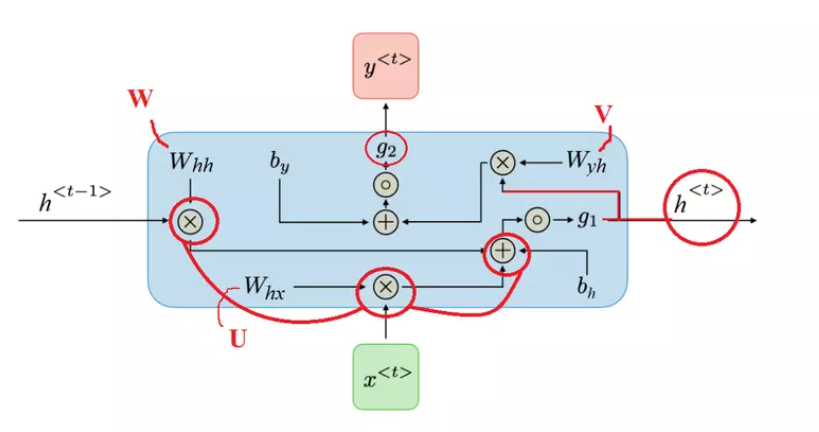 y<t>
W
V
Whh
by
g2
×
Wyh
h<t-1>
×
+
g1
h<t>
+
Whx
×
bh
U
x<t>